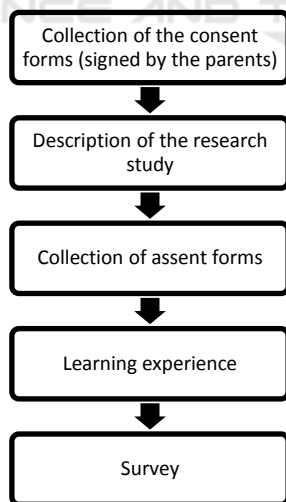 Collection of the consent
forms (signed by the parents)
Description of the research
study
Collection of assent forms
Learning experience
Survey